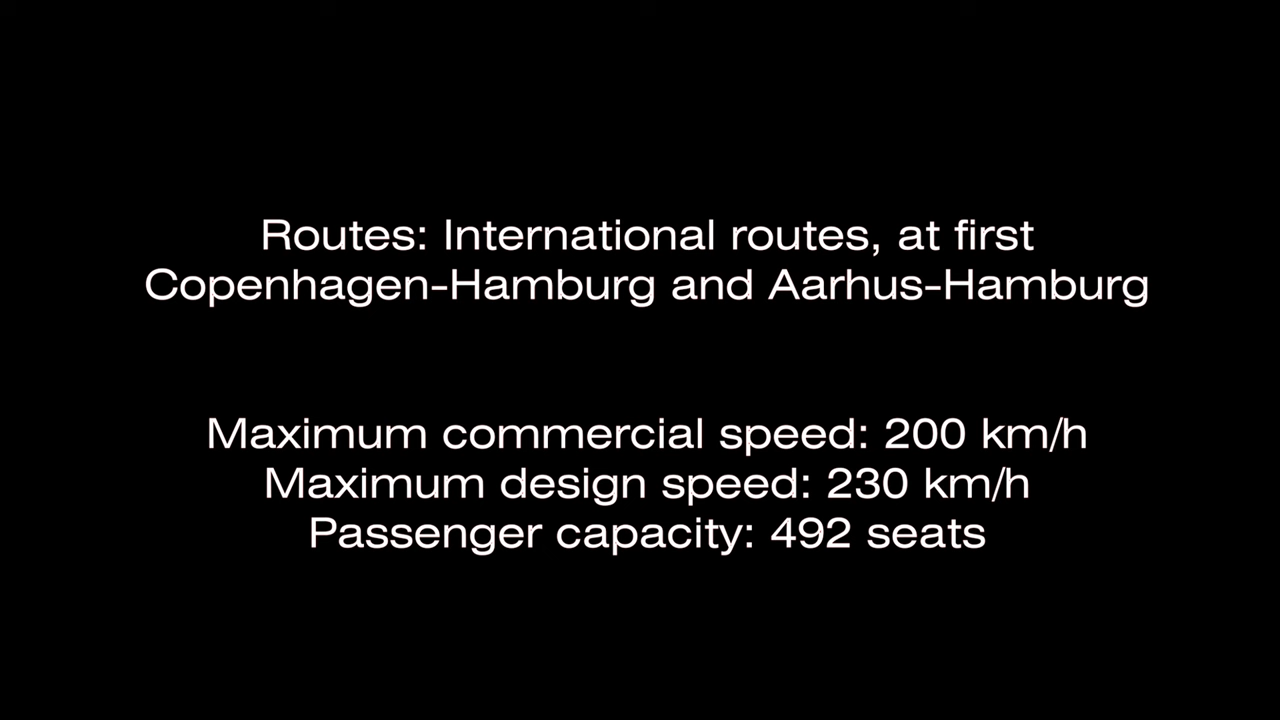 Routes: International routes, at first
Copenhagen-Hamburg and Aarhus-Hamburg
Maximum commercial speed: 200 km/h
Maximum design speed: 230 km/h
Passenger capacity: 492 seats